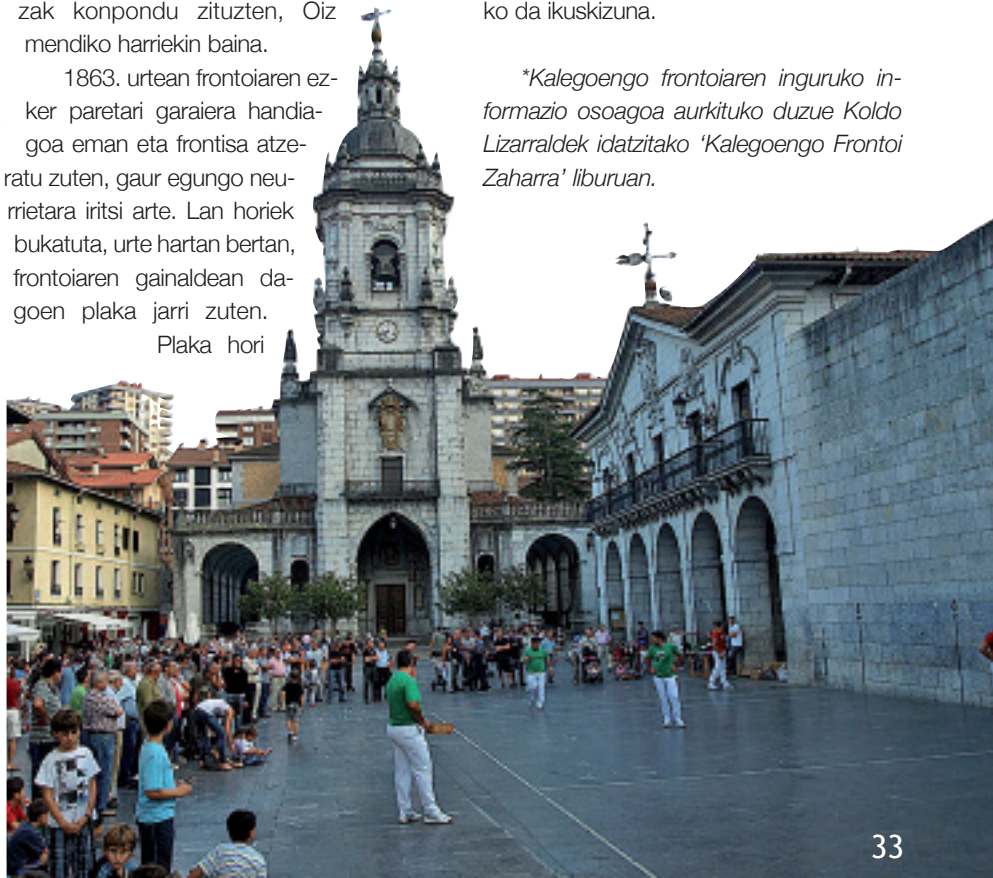 zak konpondu zituzten, Oiz
mendiko harriekin baina.
1863. urtean frontoiaren ez-
ker paretari garaiera handia-
goa eman eta frontisa atze-
ratu zuten, gaur egungo neu-
rrietara iritsi arte. Lan horiek
bukatuta, urte hartan bertan,
frontoiaren gainaldean da-
goen plaka jarri zuten.
Plaka hori
ko da ikuskizuna.
*Kalegoengo frontoiaren inguruko in-
formazio osoagoa aurkituko duzue Koldo
Lizarraldek idatzitako ‘Kalegoengo Frontoi
Zaharra’ liburuan.
33